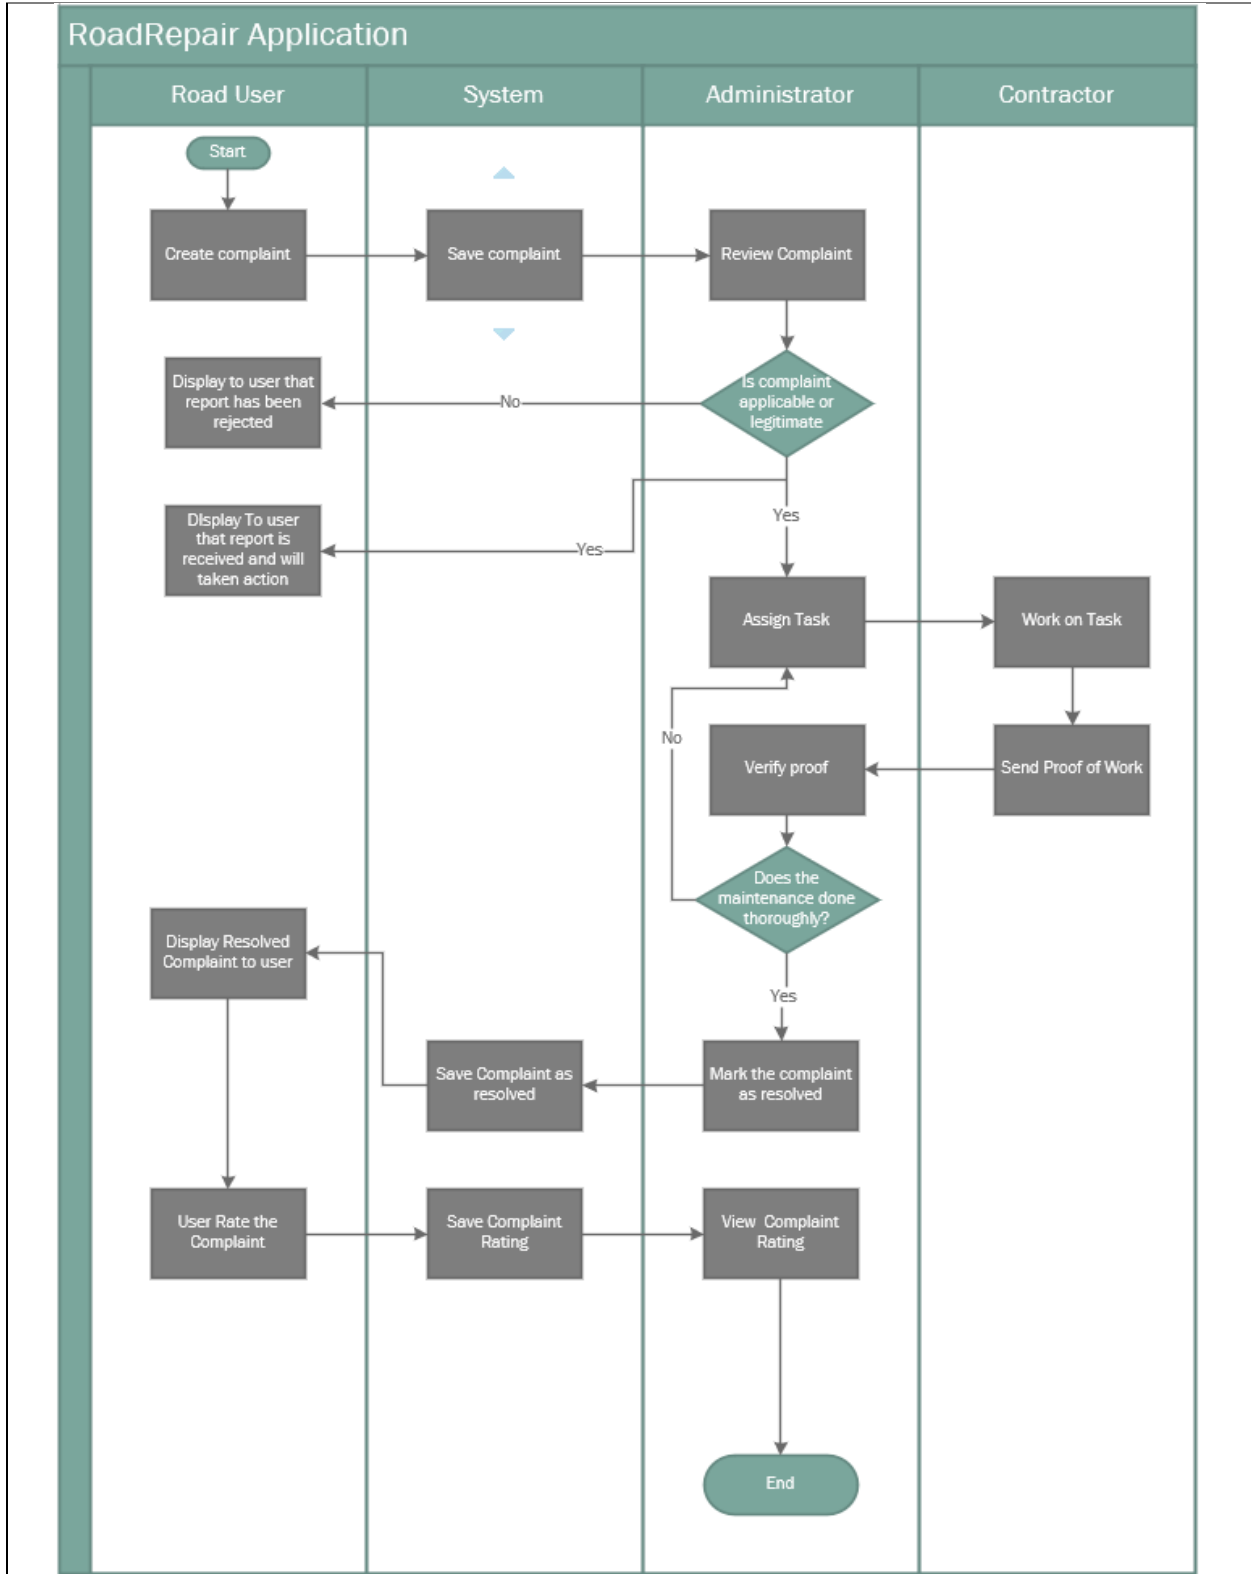 RoadRepair Application
Road User
System
Administrator
Contractor
Start
Create complaint
Save complaint
Review Complaint
Display to user that
report has been
rejected
No
Is complaint
applicable or
legitimate
DIsplay To user
that report is
received and will
taken action
Yes
Yes
Assign Task
Work on Task
No
Verify proof
Send Proof of Work
Does the
maintenance done
thoroughly?
Display Resolved
Complaint to user
Yes
Save Complaint as
resolved
Mark the complaint
as resolved
User Rate the
Complaint
Save Complaint
Rating
View Complaint
Rating
End